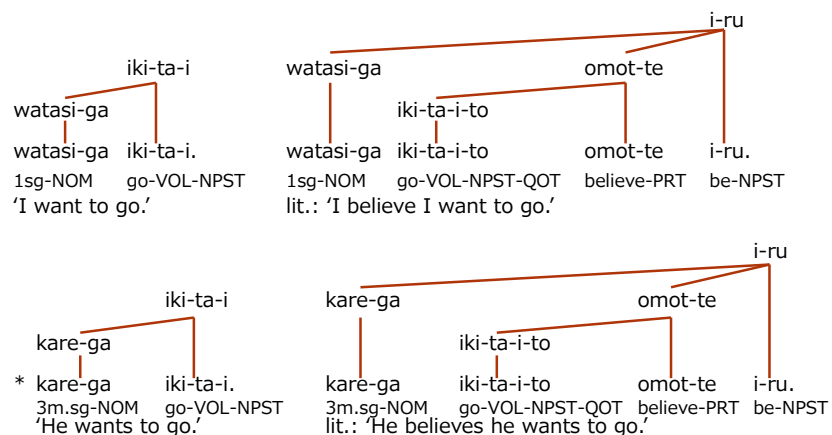 i-ru
iki-ta-i watasi-ga omot-te
watasi-ga iki-ta-i-to
watasi-ga iki-ta-i. watasi-ga iki-ta-i-to omot-te i-ru.
1sg-NOM go-VOL-NPST 1sg-NOM go-VOL-NPST-QOT believe-PRT be-NPST
'I want to go.' lit.: 'I believe I want to go.'
i-ru
iki-ta-i kare-ga omot-te
kare-ga iki-ta-i-to
* kare-ga iki-ta-i. kare-ga iki-ta-i-to omot-te i-ru.
3m.sg-NOM go-VOL-NPST 3m.sg-NOM go-VOL-NPST-QOT believe-PRT be-NPST
'He wants to go.' lit.: 'He believes he wants to go.'